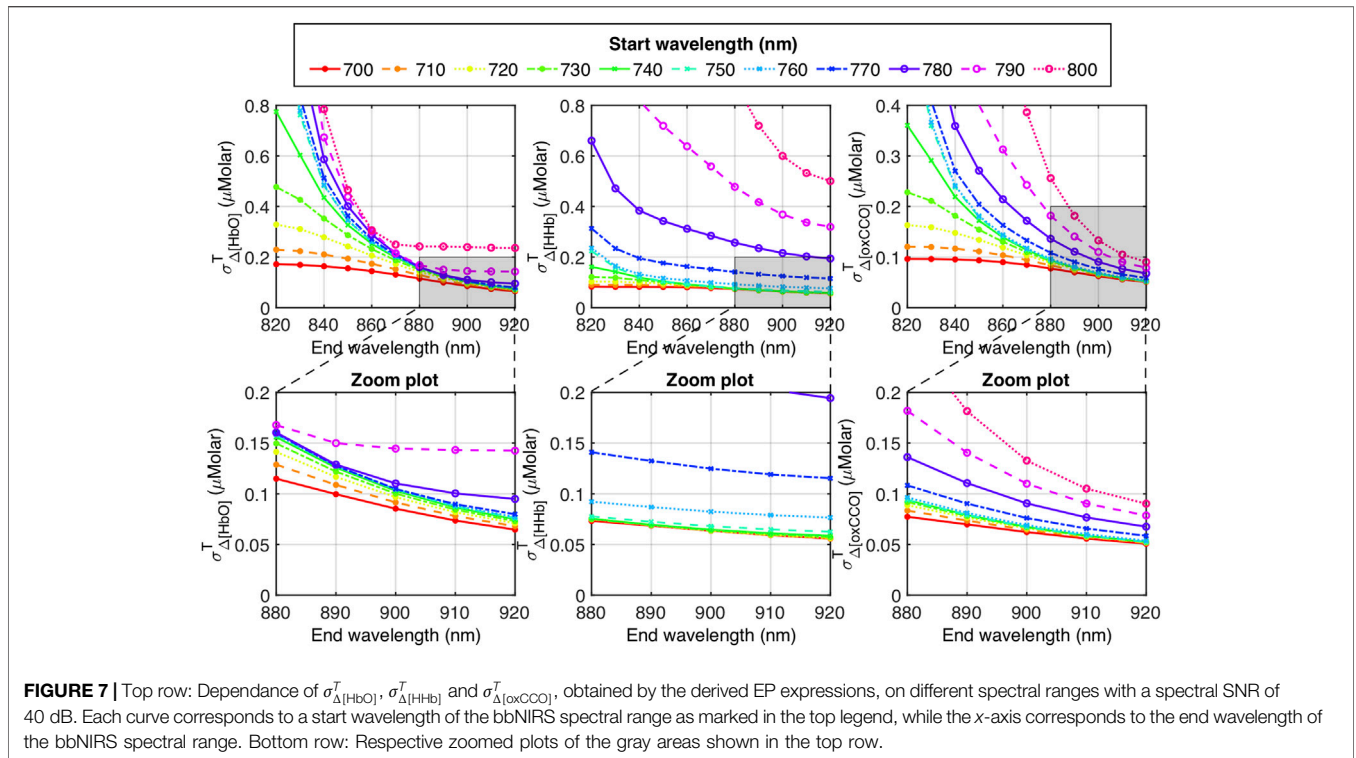 Start wavelength (nm)
700 710 720 730 740 750 760 770 780 790 800
0.8
0.6
0.4
0.2
0
820 840 860 880 900 920
End wavelength (nm)
σ^T_Δ[HbO] (μMolar)
0.8
0.6
0.4
0.2
0
820 840 860 880 900 920
End wavelength (nm)
σ^T_Δ[HHb] (μMolar)
0.4
0.3
0.2
0.1
0
820 840 860 880 900 920
End wavelength (nm)
σ^T_Δ[oxCCO] (μMolar)
Zoom plot
0.2
0.15
0.1
0.05
0
880 890 900 910 920
End wavelength (nm)
σ^T_Δ[HbO] (μMolar)
Zoom plot
0.2
0.15
0.1
0.05
0
880 890 900 910 920
End wavelength (nm)
σ^T_Δ[HHb] (μMolar)
Zoom plot
0.2
0.15
0.1
0.05
0
880 890 900 910 920
End wavelength (nm)
σ^T_Δ[oxCCO] (μMolar)
FIGURE 7 | Top row: Dependance of σ^T_Δ[HbO], σ^T_Δ[HHb] and σ^T_Δ[oxCCO], obtained by the derived EP expressions, on different spectral ranges with a spectral SNR of
40 dB. Each curve corresponds to a start wavelength of the bbNIRS spectral range as marked in the top legend, while the x-axis corresponds to the end wavelength of
the bbNIRS spectral range. Bottom row: Respective zoomed plots of the gray areas shown in the top row.